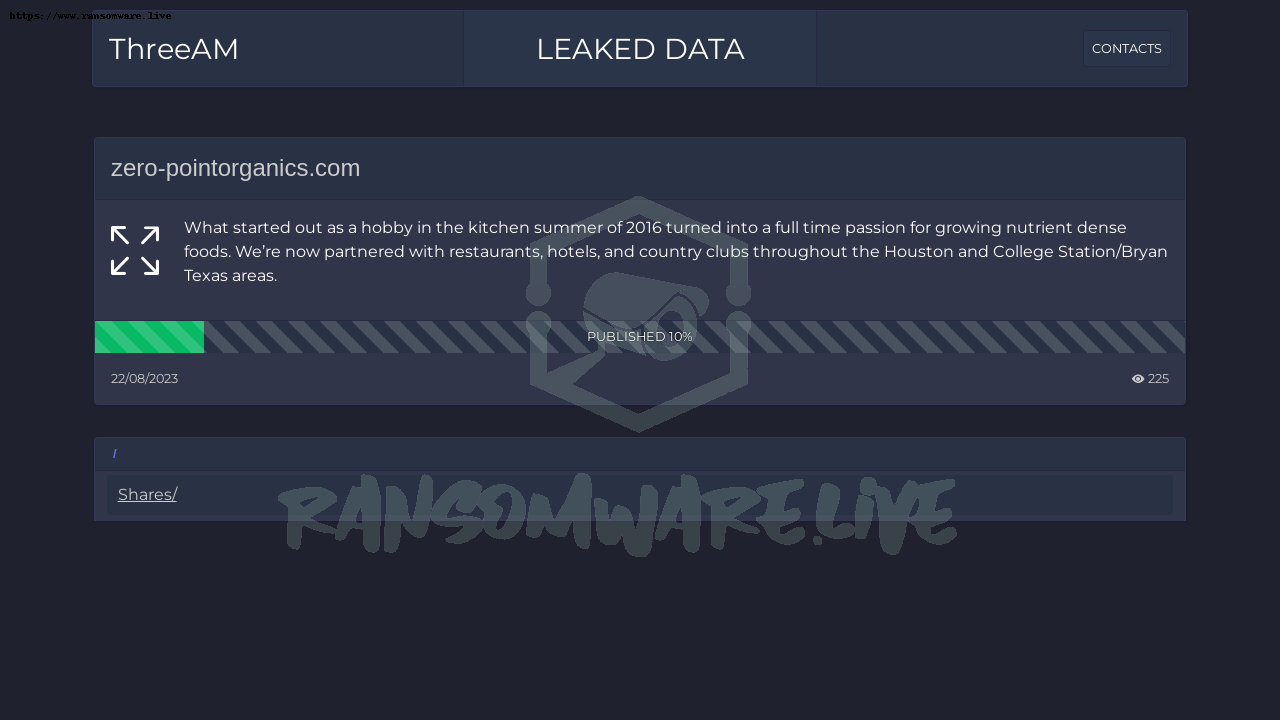 https://www.ransomware.live
ThreeAM
LEAKED DATA
CONTACTS
zero-pointorganics.com
What started out as a hobby in the kitchen summer of 2016 turned into a full time passion for growing nutrient dense
foods. We’re now partnered with restaurants, hotels, and country clubs throughout the Houston and College Station/Bryan
Texas areas.
PUBLISHED 10%
22/08/2023
225
/
Shares/
RANSOMWARE.LIVE